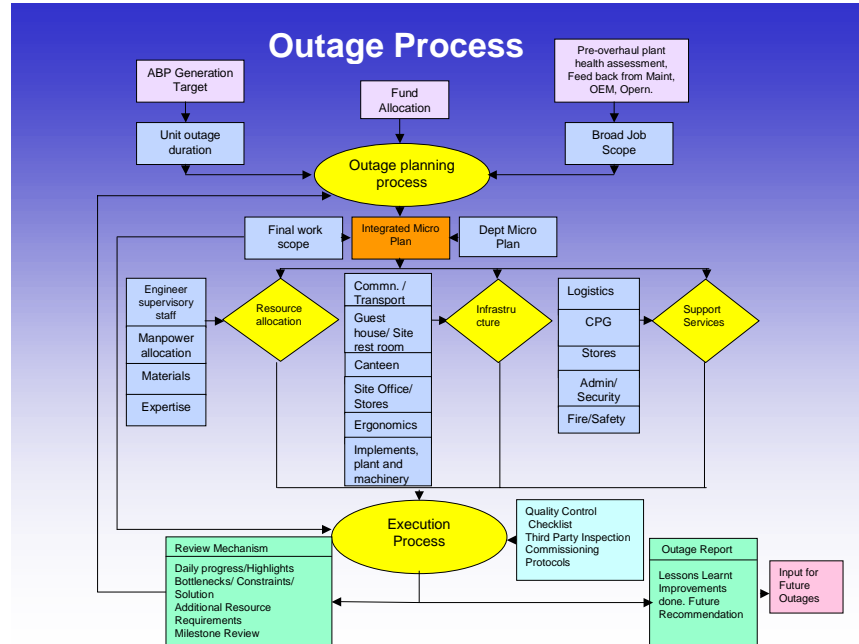 Outage Process
ABP Generation
Target
Fund
Allocation
Pre-overhaul plant
health assessment,
Feed back from Maint,
OEM, Opern.
Unit outage
duration
Broad Job
Scope
Outage planning
process
Final work
scope
Integrated Micro
Plan
Dept Micro
Plan
Engineer
supervisory
staff
Manpower
allocation
Materials
Expertise
Resource
allocation
Commn. /
Transport
Guest
house/ Site
rest room
Canteen
Site Office/
Stores
Ergonomics
Implements,
plant and
machinery
Infrastru
cture
Logistics
CPG
Stores
Admin/
Security
Fire/Safety
Support
Services
Execution
Process
Quality Control
Checklist
Third Party Inspection
Commissioning
Protocols
Review Mechanism
Daily progress/Highlights
Bottlenecks/ Constraints/
Solution
Additional Resource
Requirements
Milestone Review
Outage Report
Lessons Learnt
Improvements
done. Future
Recommendation
Input for
Future
Outages